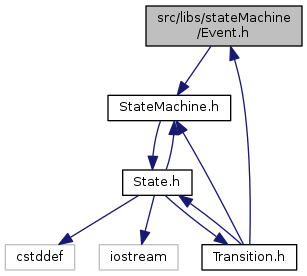 src/libs/stateMachine
/Event.h
StateMachine.h
State.h
cstddef
iostream
Transition.h